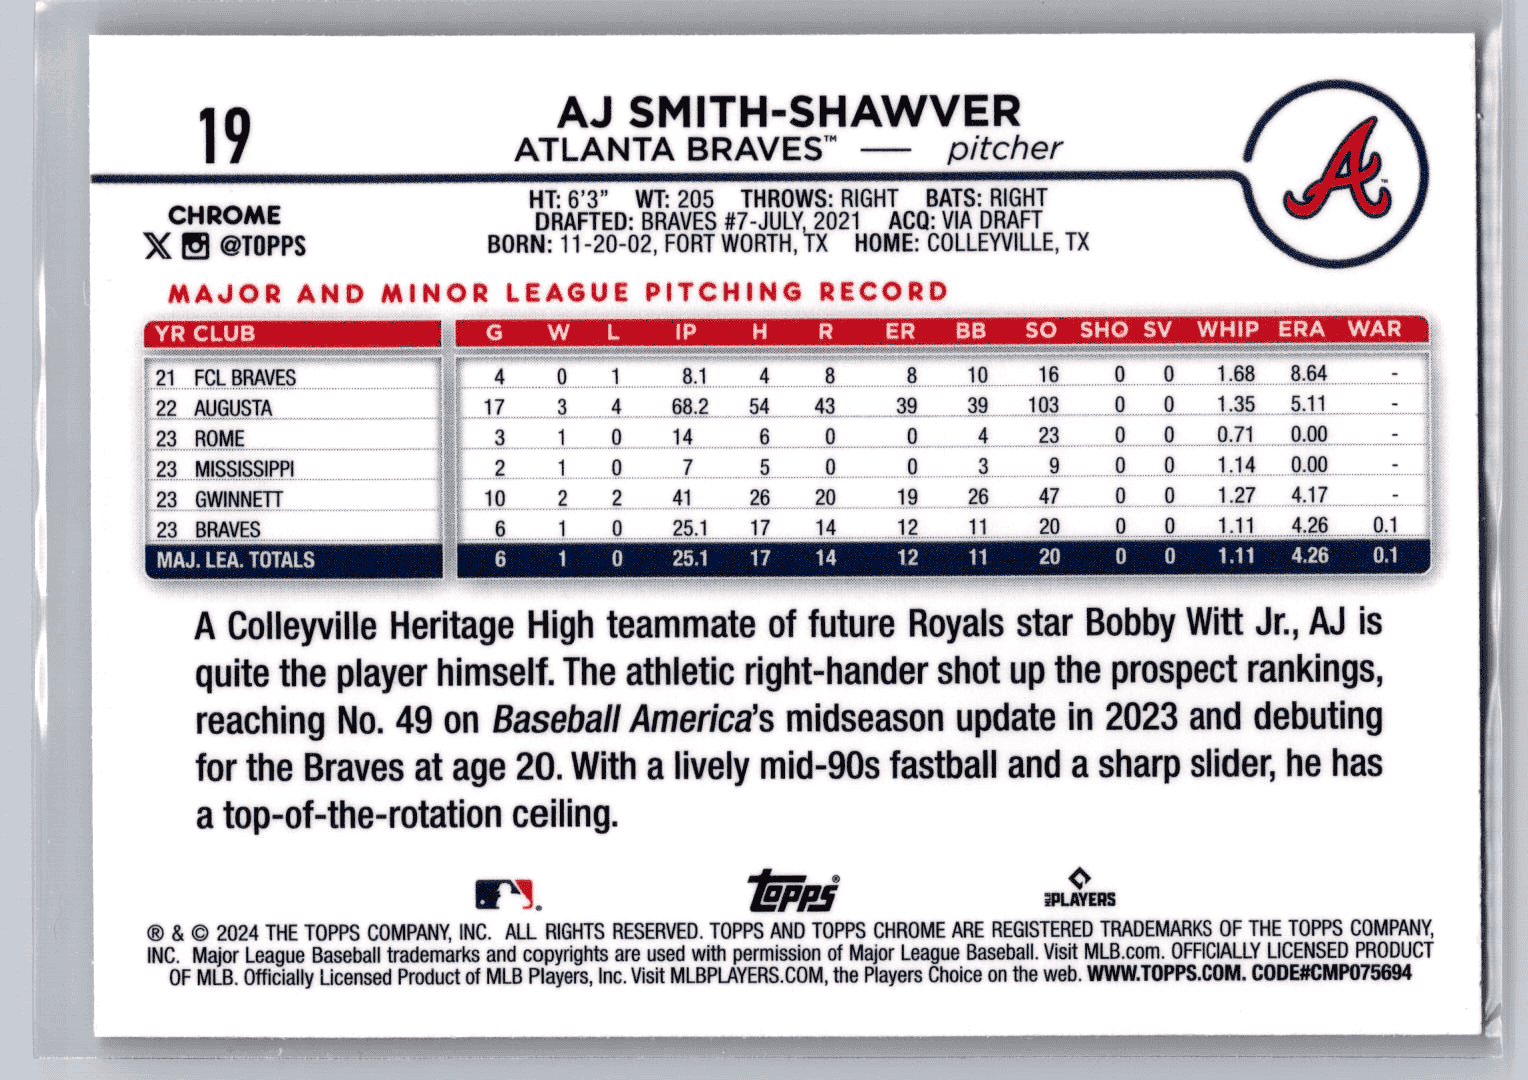 19
AJ SMITH-SHAWVER
ATLANTA BRAVES™ — pitcher
A
CHROME
X @TOPPS
HT: 6'3” WT: 205 THROWS: RIGHT BATS: RIGHT
DRAFTED: BRAVES #7-JULY, 2021 ACQ: VIA DRAFT
BORN: 11-20-02, FORT WORTH, TX HOME: COLLEYVILLE, TX
MAJOR AND MINOR LEAGUE PITCHING RECORD
YR CLUB G W L IP H R ER BB SO SHO SV WHIP ERA WAR
21 FCL BRAVES 4 0 1 8.1 4 8 8 10 16 0 0 1.68 8.64 -
22 AUGUSTA 17 3 4 68.2 54 43 39 39 103 0 0 1.35 5.11 -
23 ROME 3 1 0 14 6 0 0 4 23 0 0 0.71 0.00 -
23 MISSISSIPPI 2 1 0 7 5 0 0 3 9 0 0 1.14 0.00 -
23 GWINNETT 10 2 2 41 26 20 19 26 47 0 0 1.27 4.17 -
23 BRAVES 6 1 0 25.1 17 14 12 11 20 0 0 1.11 4.26 0.1
MAJ. LEA. TOTALS 6 1 0 25.1 17 14 12 11 20 0 0 1.11 4.26 0.1
A Colleyville Heritage High teammate of future Royals star Bobby Witt Jr., AJ is
quite the player himself. The athletic right-hander shot up the prospect rankings,
reaching No. 49 on Baseball America's midseason update in 2023 and debuting
for the Braves at age 20. With a lively mid-90s fastball and a sharp slider, he has
a top-of-the-rotation ceiling.
Topps® PLAYERS
® & © 2024 THE TOPPS COMPANY, INC. ALL RIGHTS RESERVED. TOPPS AND TOPPS CHROME ARE REGISTERED TRADEMARKS OF THE TOPPS COMPANY,
INC. Major League Baseball trademarks and copyrights are used with permission of Major League Baseball. Visit MLB.com. OFFICIALLY LICENSED PRODUCT
OF MLB. Officially Licensed Product of MLB Players, Inc. Visit MLBPLAYERS.COM, the Players Choice on the web. WWW.TOPPS.COM. CODE#CMP075694